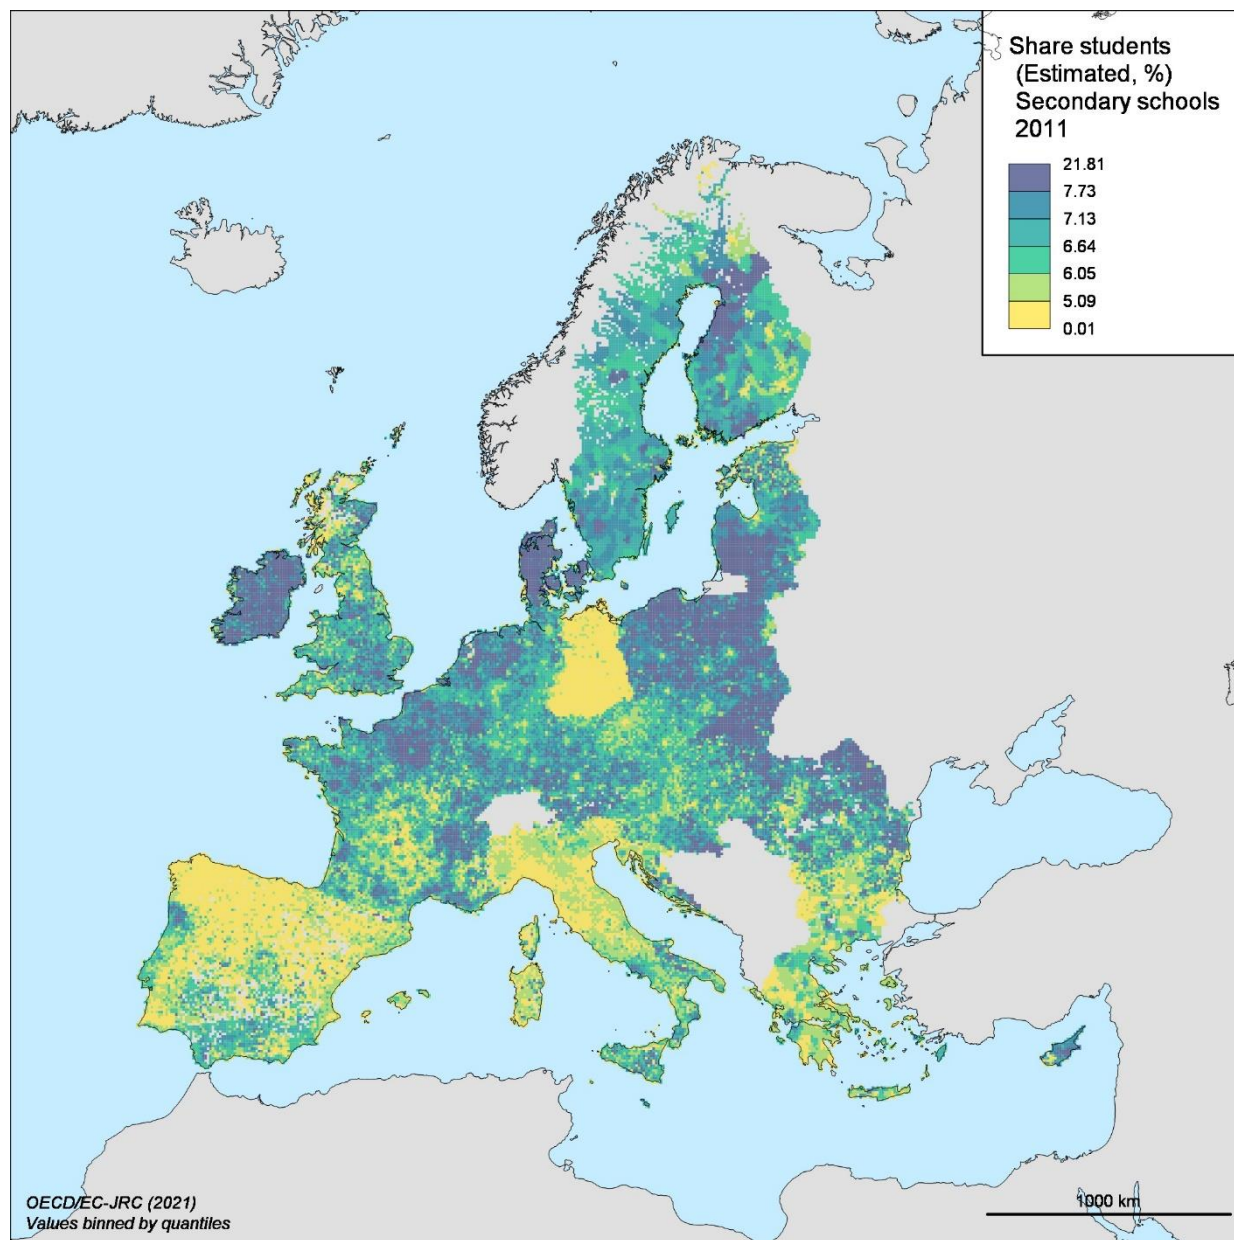 Share students
(Estimated, %)
Secondary schools
2011
21.81
7.73
7.13
6.64
6.05
5.09
0.01
OECD/EC-JRC (2021)
Values binned by quantiles
1000 km